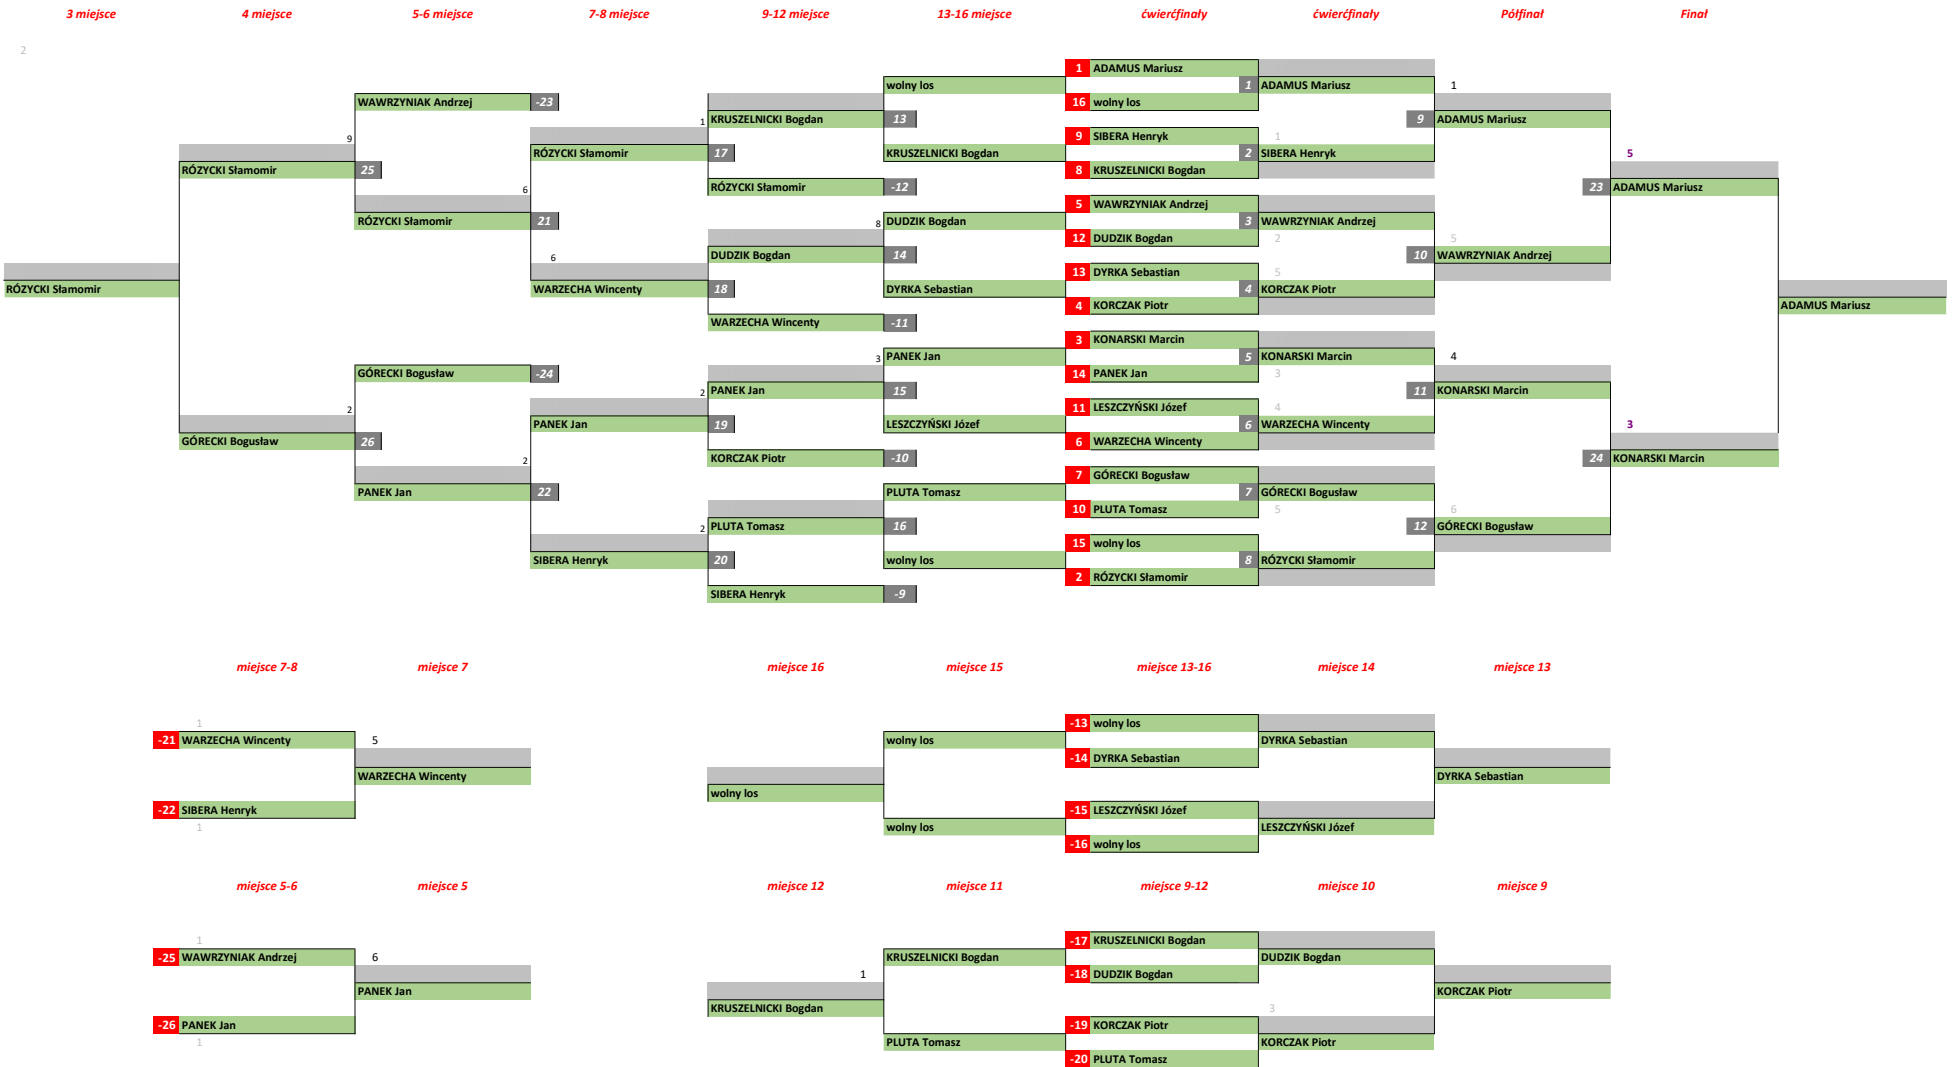 3 miejsce 4 miejsce 5-6 miejsce 7-8 miejsce 9-12 miejsce 13-16 miejsce ćwierćfinały ćwierćfinały Półfinał Finał
2
1 ADAMUS Mariusz
wolny los 1 ADAMUS Mariusz 1
WAWRZYNIAK Andrzej -23 16 wolny los
1 KRUSZELNICKI Bogdan 13 9 ADAMUS Mariusz
9 6 9 SIBERA Henryk 1
RÓZYCKI Słamomir 17 KRUSZELNICKI Bogdan 2 SIBERA Henryk 5
RÓZYCKI Słamomir 25 8 KRUSZELNICKI Bogdan
RÓZYCKI Słamomir -12 23 ADAMUS Mariusz
5 WAWRZYNIAK Andrzej
RÓZYCKI Słamomir 21 8 DUDZIK Bogdan 3 WAWRZYNIAK Andrzej
12 DUDZIK Bogdan 2 5
6 DUDZIK Bogdan 14 10 WAWRZYNIAK Andrzej
13 DYRKA Sebastian 5
RÓZYCKI Słamomir WARZECHA Wincenty 18 DYRKA Sebastian 4 KORCZAK Piotr
4 KORCZAK Piotr ADAMUS Mariusz
WARZECHA Wincenty -11
3 KONARSKI Marcin
3 PANEK Jan 5 KONARSKI Marcin 4
GÓRECKI Bogusław -24 14 PANEK Jan 3
2 PANEK Jan 15 11 KONARSKI Marcin
2 11 LESZCZYŃSKI Józef 4
PANEK Jan 19 LESZCZYŃSKI Józef 6 WARZECHA Wincenty 3
GÓRECKI Bogusław 26 6 WARZECHA Wincenty
2 KORCZAK Piotr -10 24 KONARSKI Marcin
7 GÓRECKI Bogusław
PANEK Jan 22 PLUTA Tomasz 7 GÓRECKI Bogusław
10 PLUTA Tomasz 5 6
2 PLUTA Tomasz 16 12 GÓRECKI Bogusław
15 wolny los
SIBERA Henryk 20 wolny los 8 RÓZYCKI Słamomir
2 RÓZYCKI Słamomir
SIBERA Henryk -9
miejsce 7-8 miejsce 7 miejsce 16 miejsce 15 miejsce 13-16 miejsce 14 miejsce 13
1 -13 wolny los
-21 WARZECHA Wincenty 5 wolny los DYRKA Sebastian
-14 DYRKA Sebastian
WARZECHA Wincenty DYRKA Sebastian
wolny los
-22 SIBERA Henryk -15 LESZCZYŃSKI Józef
1 wolny los LESZCZYŃSKI Józef
-16 wolny los
miejsce 5-6 miejsce 5 miejsce 12 miejsce 11 miejsce 9-12 miejsce 10 miejsce 9
1 -17 KRUSZELNICKI Bogdan
-25 WAWRZYNIAK Andrzej 6 KRUSZELNICKI Bogdan DUDZIK Bogdan
1 -18 DUDZIK Bogdan
PANEK Jan KORCZAK Piotr
KRUSZELNICKI Bogdan 3
-26 PANEK Jan -19 KORCZAK Piotr
1 PLUTA Tomasz KORCZAK Piotr
-20 PLUTA Tomasz